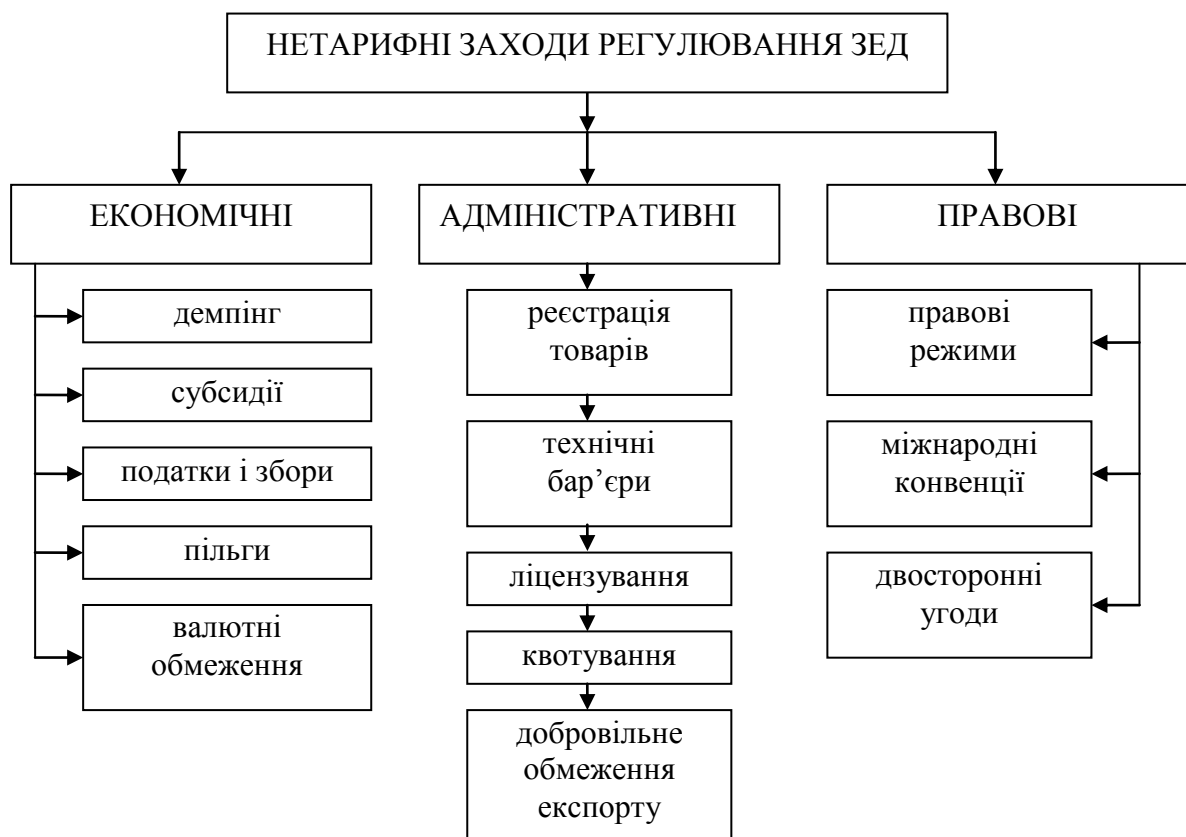 НЕТАРИФНІ ЗАХОДИ РЕГУЛЮВАННЯ ЗЕД
ЕКОНОМІЧНІ
демпінг
субсидії
податки і збори
пільги
валютні
обмеження
АДМІНІСТРАТИВНІ
реєстрація
товарів
технічні
бар’єри
ліцензування
квотування
добровільне
обмеження
експорту
ПРАВОВІ
правові
режими
міжнародні
конвенції
двосторонні
угоди